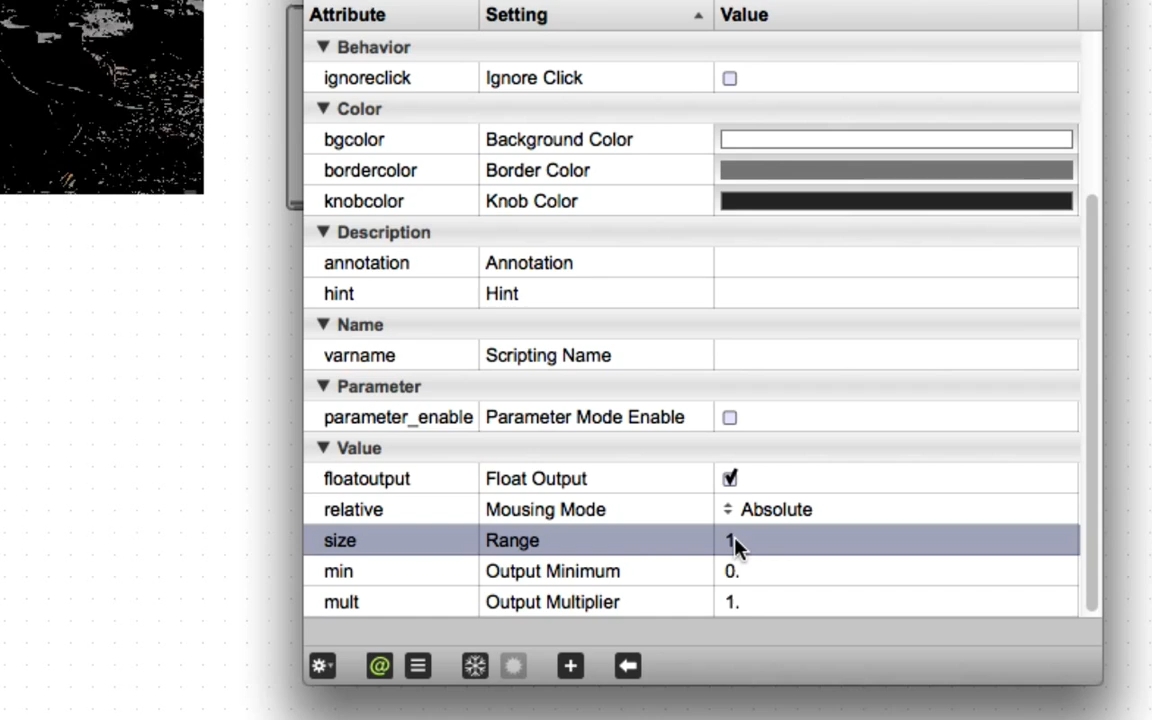 Attribute Setting Value
Behavior
ignoreclick Ignore Click
Color
bgcolor Background Color
bordercolor Border Color
knobcolor Knob Color
Description
annotation Annotation
hint Hint
Name
varname Scripting Name
Parameter
parameter_enable Parameter Mode Enable
Value
floatoutput Float Output
relative Mousing Mode Absolute
size Range 1.
min Output Minimum 0.
mult Output Multiplier 1.
@